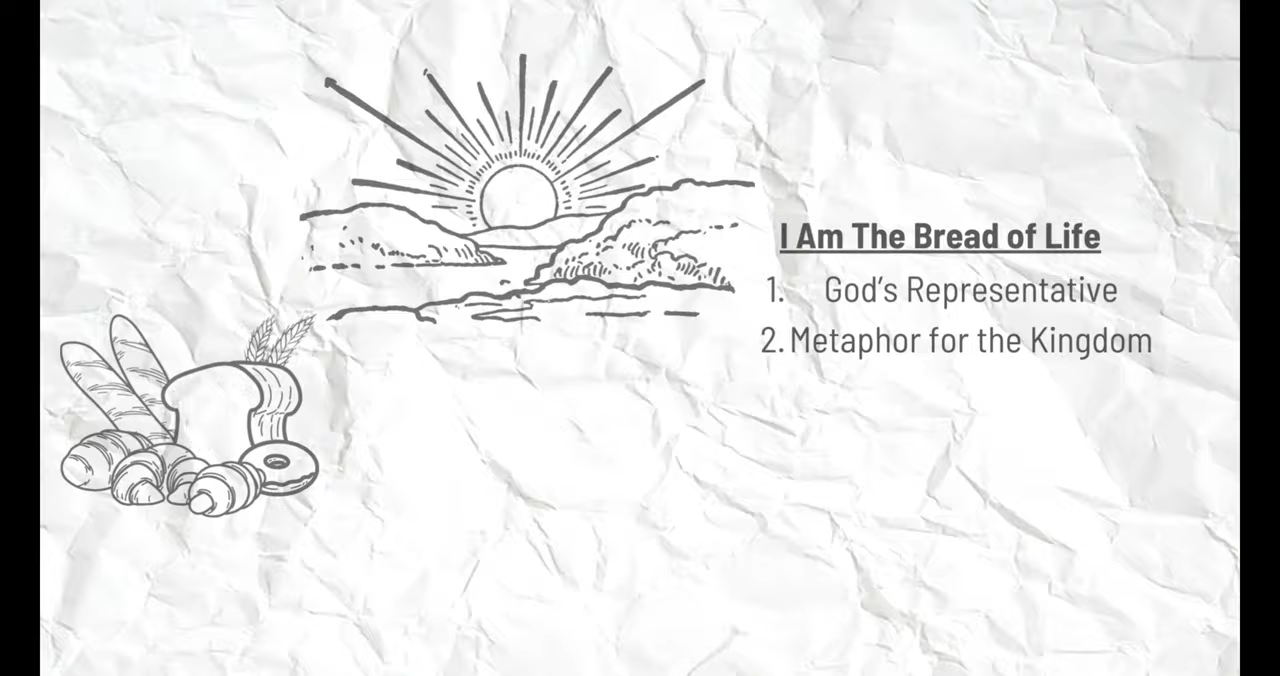 I Am The Bread of Life
1. God’s Representative
2. Metaphor for the Kingdom